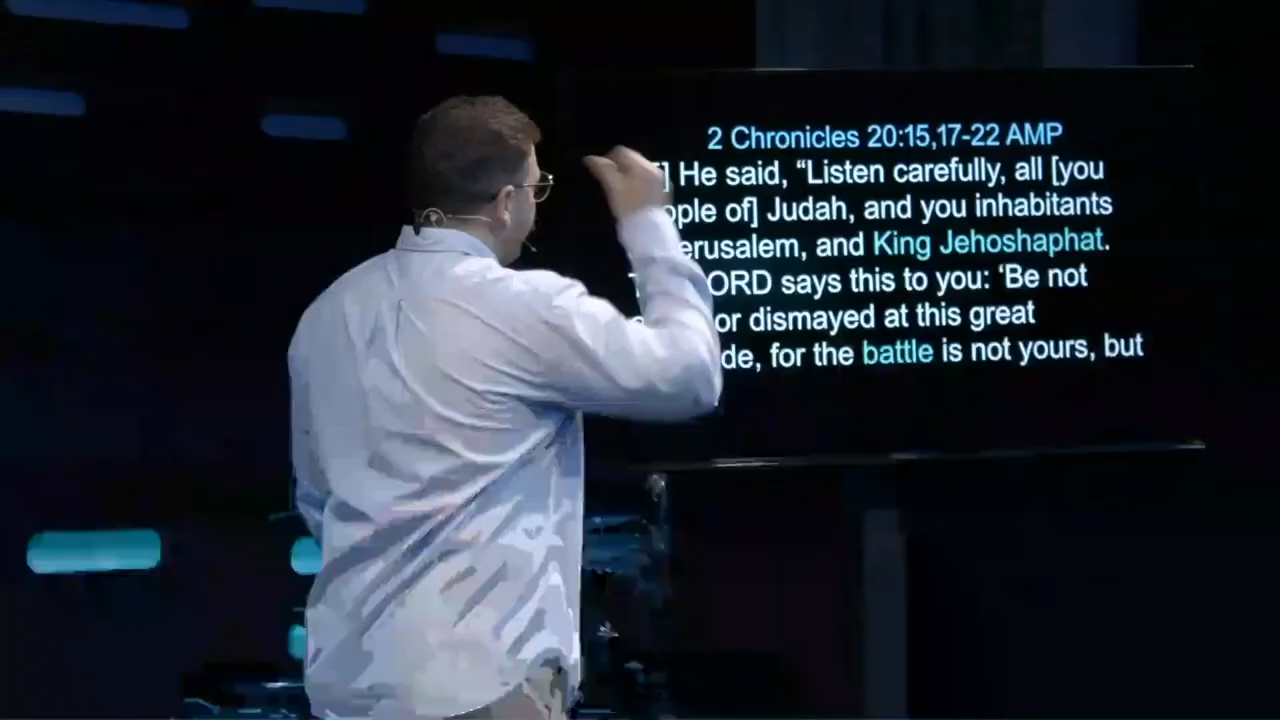 2 Chronicles 20:15,17-22 AMP
] He said, “Listen carefully, all [you
ople of] Judah, and you inhabitants
erusalem, and King Jehoshaphat.
ORD says this to you: ‘Be not
or dismayed at this great
de, for the battle is not yours, but